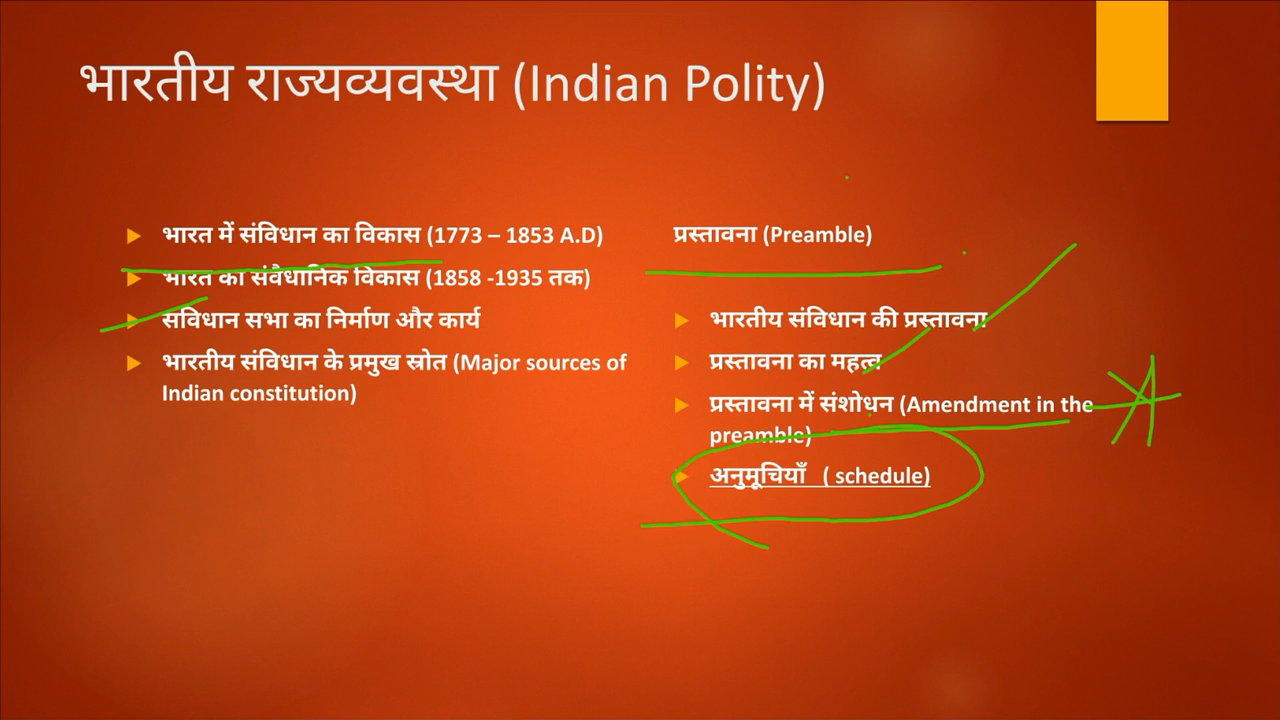 भारतीय राज्यव्यवस्था (Indian Polity)
भारत में संविधान का विकास (1773 – 1853 A.D)
भारत का संवैधानिक विकास (1858 -1935 तक)
संविधान सभा का निर्माण और कार्य
भारतीय संविधान के प्रमुख स्रोत (Major sources of
Indian constitution)
प्रस्तावना (Preamble)
भारतीय संविधान की प्रस्तावना
प्रस्तावना का महत्व
प्रस्तावना में संशोधन (Amendment in the
preamble)
अनुमूचियाँ ( schedule)